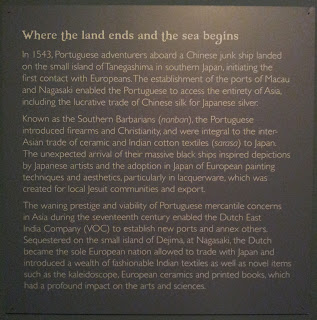 Where the land ends and the sea begins
In 1543, Portuguese adventurers aboard a Chinese junk ship landed
on the small island of Tanegashima in southern Japan, initiating the
first contact with Europeans. The establishment of the ports of Macau
and Nagasaki enabled the Portuguese to access the entirety of Asia,
including the lucrative trade of Chinese silk for Japanese silver.
Known as the Southern Barbarians (nanban), the Portuguese
introduced firearms and Christianity, and were integral to the inter-
Asian trade of ceramic and Indian cotton textiles (sarasa) to Japan.
The unexpected arrival of their massive black ships inspired depictions
by Japanese artists and the adoption in Japan of European painting
techniques and aesthetics, particularly in lacquerware, which was
created for local Jesuit communities and export.
The waning prestige and viability of Portuguese mercantile concerns
in Asia during the seventeenth century enabled the Dutch East
India Company (VOC) to establish new ports and annex others.
Sequestered on the small island of Dejima, at Nagasaki, the Dutch
became the sole European nation allowed to trade with Japan and
introduced a wealth of fashionable Indian textiles as well as novel items
such as the kaleidoscope, European ceramics and printed books, which
had a profound impact on the arts and sciences.